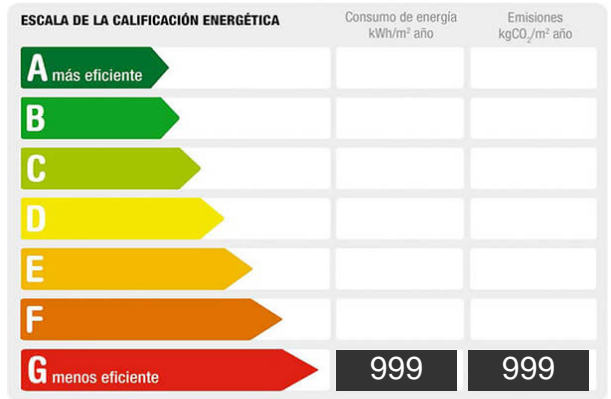 ESCALA DE LA CALIFICACIÓN ENERGÉTICA
Consumo de energía
kWh/m² año
Emisiones
kgCO₂/m² año
A más eficiente
B
C
D
E
F
G menos eficiente
999
999